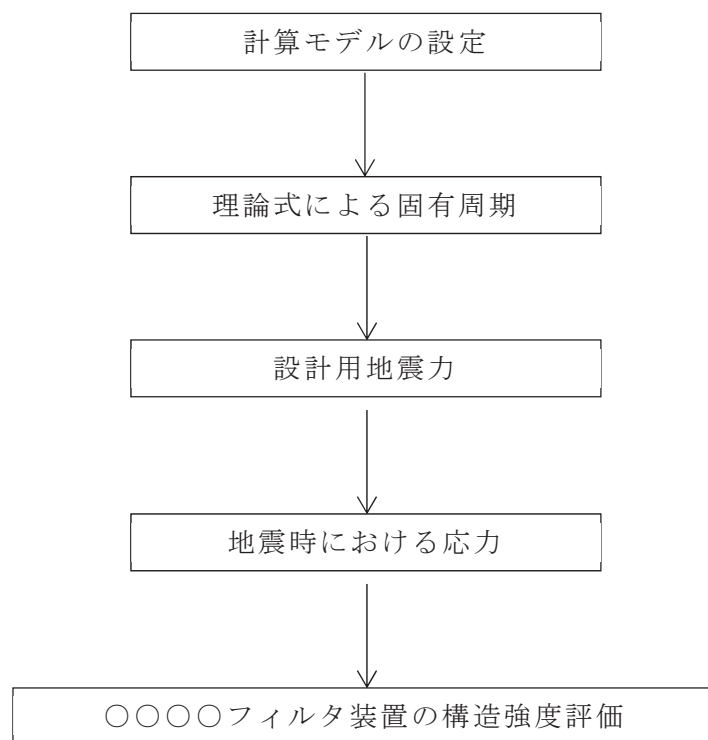 計算モデルの設定
理論式による固有周期
設計用地震力
地震時における応力
○○○○フィルタ装置の構造強度評価